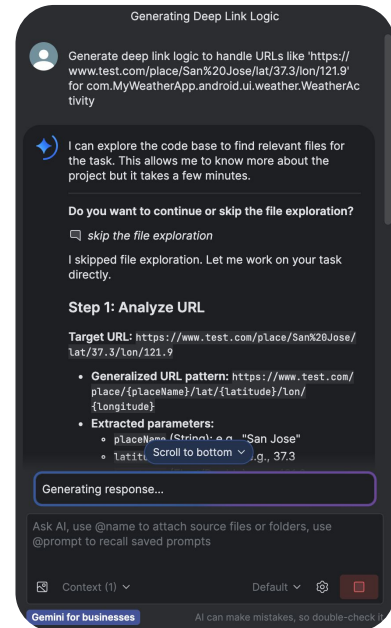 Generating Deep Link Logic
Generate deep link logic to handle URLs like 'https://
www.test.com/place/San%20Jose/lat/37.3/lon/121.9'
for com.MyWeatherApp.android.ui.weather.WeatherAc
tivity
I can explore the code base to find relevant files for
the task. This allows me to know more about the
project but it takes a few minutes.
Do you want to continue or skip the file exploration?
skip the file exploration
I skipped file exploration. Let me work on your task
directly.
Step 1: Analyze URL
Target URL: https://www.test.com/place/San%20Jose/
lat/37.3/lon/121.9
• Generalized URL pattern: https://www.test.com/
place/{placeName}/lat/{latitude}/lon/
{longitude}
• Extracted parameters:
placeName (String): e.g., "San Jose"
Scroll to bottom
.g., 37.3
Generating response...
Ask AI, use @name to attach source files or folders, use
@prompt to recall saved prompts
Context (1)
Default
Gemini for businesses
AI can make mistakes, so double-check it